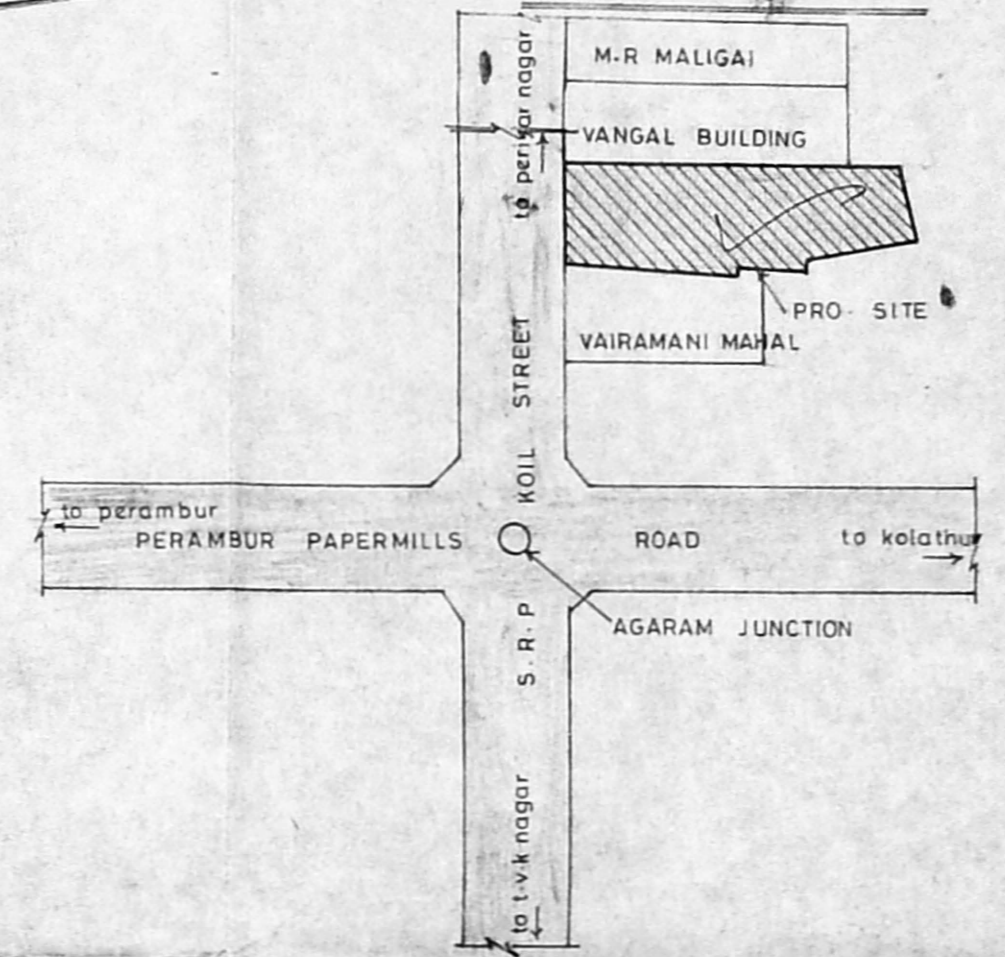 M-R MALIGAI
to periyar nagar
VANGAL BUILDING
PRO- SITE
VAIRAMANI MAHAL
S.R.P KOIL STREET
to perambur
PERAMBUR PAPERMILLS ROAD
to kolathur
AGARAM JUNCTION
to t.v.k nagar